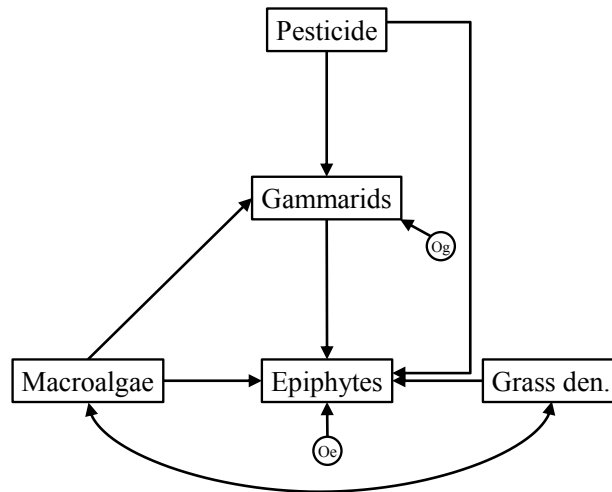 Pesticide
Gammarids
Og
Macroalgae
Epiphytes
Grass den.
Oe